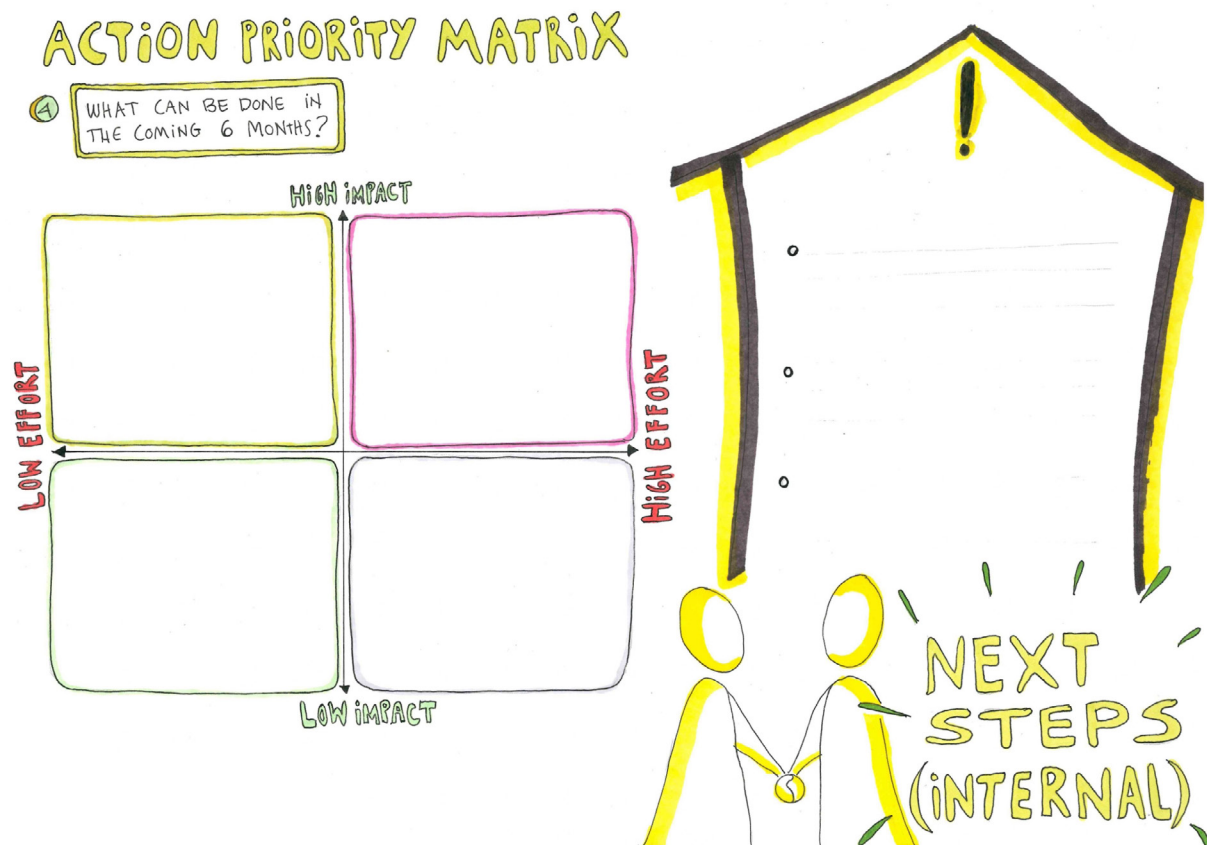 ACTiON PRiORiTY MATRiX
A
WHAT CAN BE DONE iN
THE COMiNG 6 MONTHS?
HiGH iMPACT
LOW EFFORT
HiGH EFFORT
LOW iMPACT
!
NEXT
STEPS
(iNTERNAL)